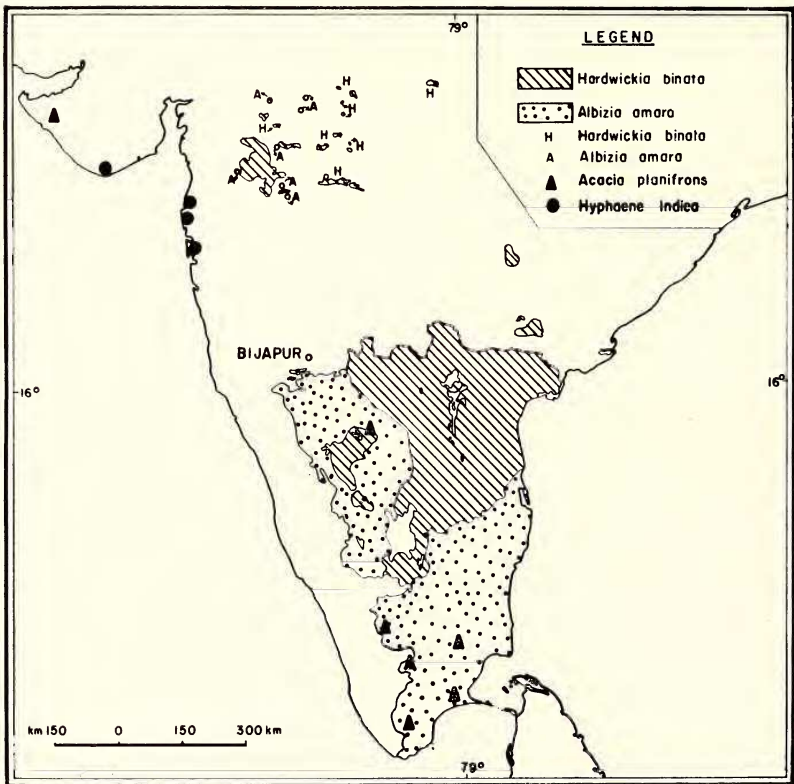 79°
LEGEND
Hardwickia binata
Albizia amara
H Hardwickia binata
A Albizia amara
Acacia planifrons
Hyphaene Indica
H
H
A
A
H
H
H
H
H
A
H
A
A
A
BIJAPUR
16°
16°
km 150 0 150 300 km
79°